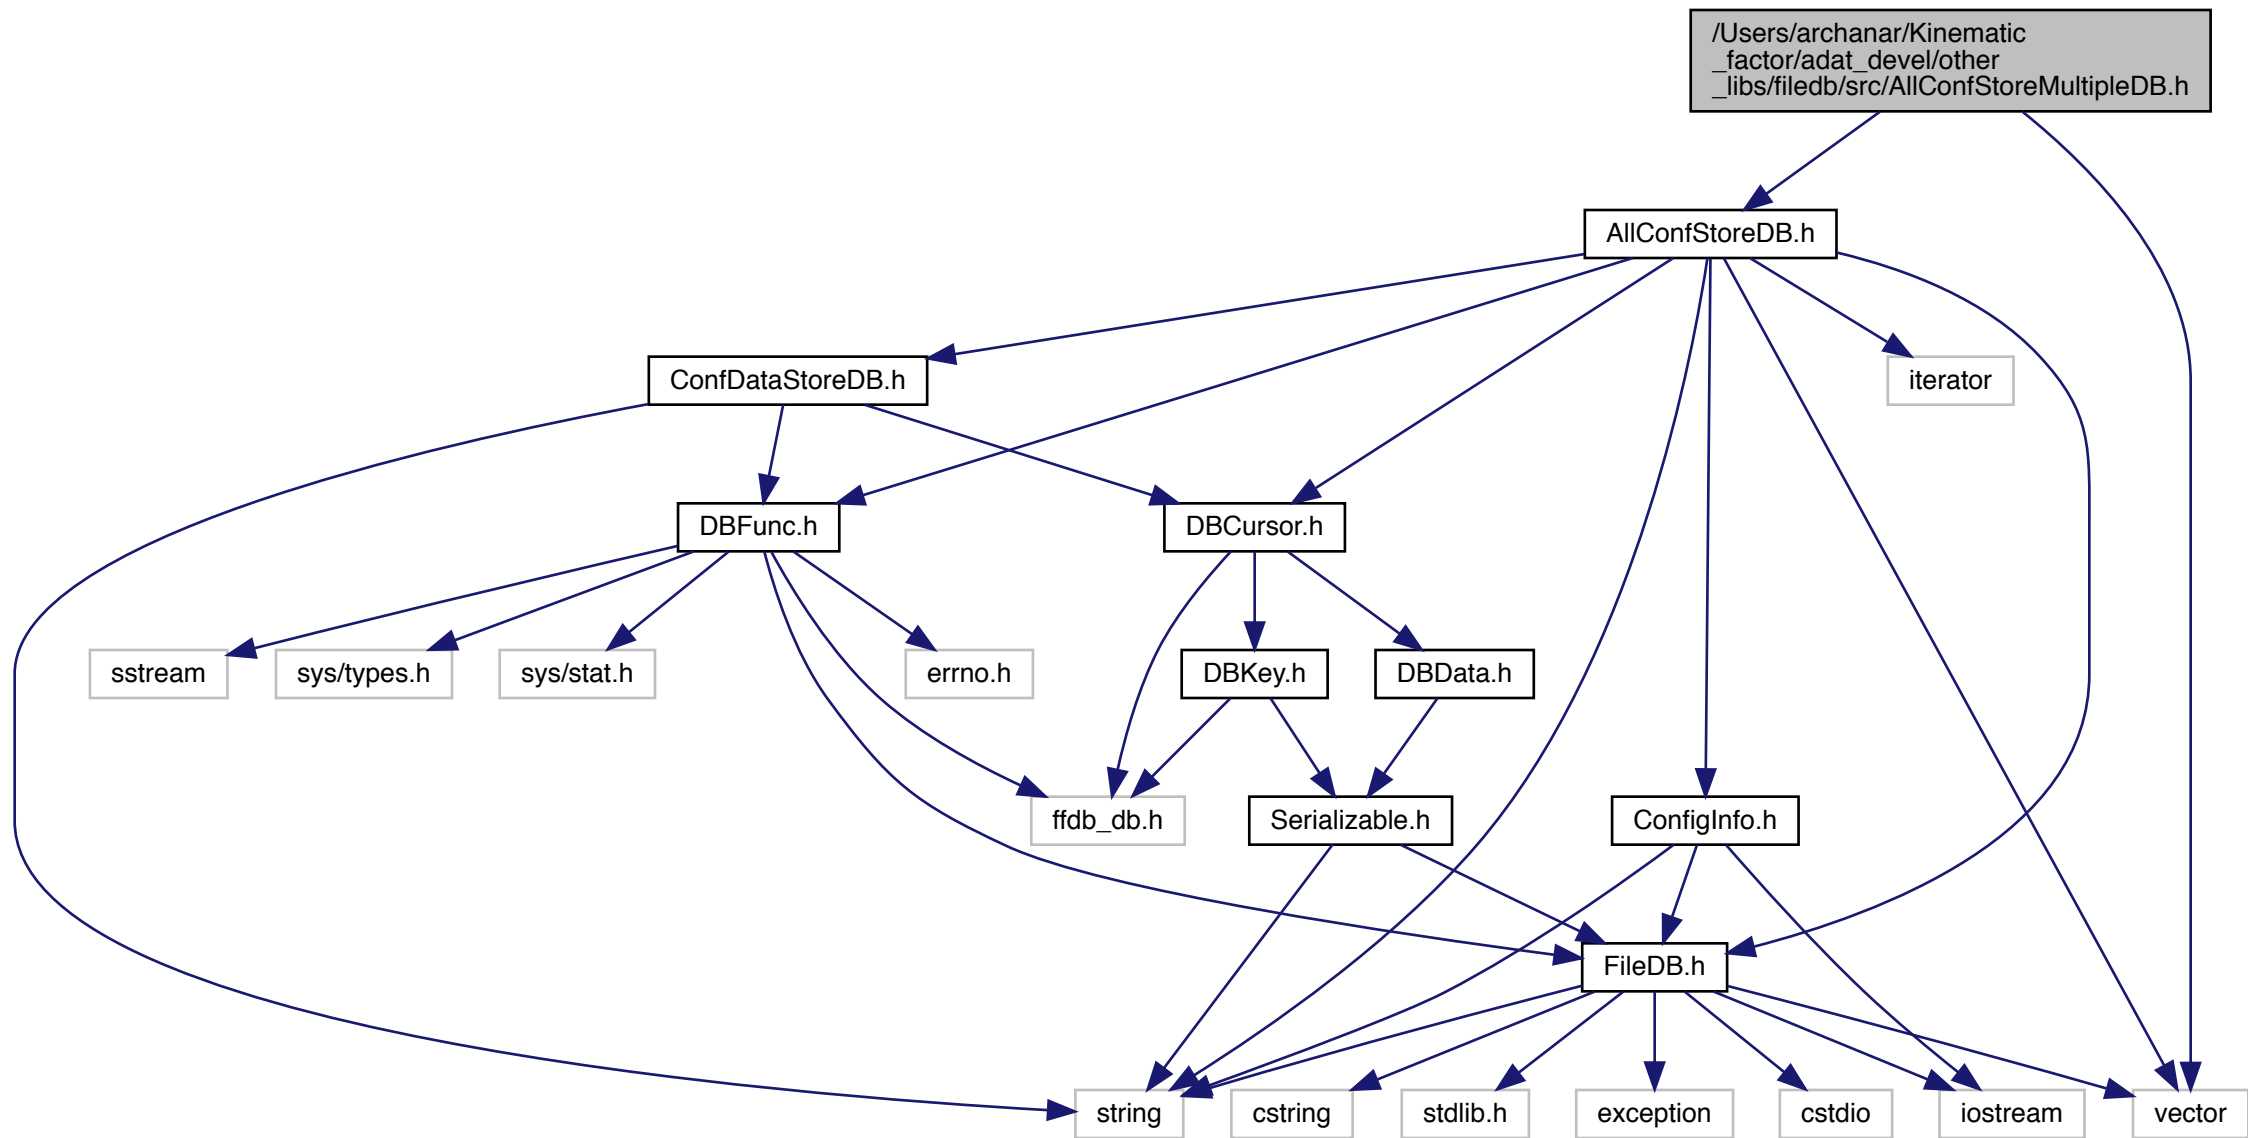 /Users/archanar/Kinematic
_factor/adat_devel/other
_libs/filedb/src/AllConfStoreMultipleDB.h
AllConfStoreDB.h
ConfDataStoreDB.h
iterator
DBFunc.h
DBCursor.h
sstream
sys/types.h
sys/stat.h
errno.h
DBKey.h
DBData.h
ffdb_db.h
Serializable.h
ConfigInfo.h
FileDB.h
string
cstring
stdlib.h
exception
cstdio
iostream
vector